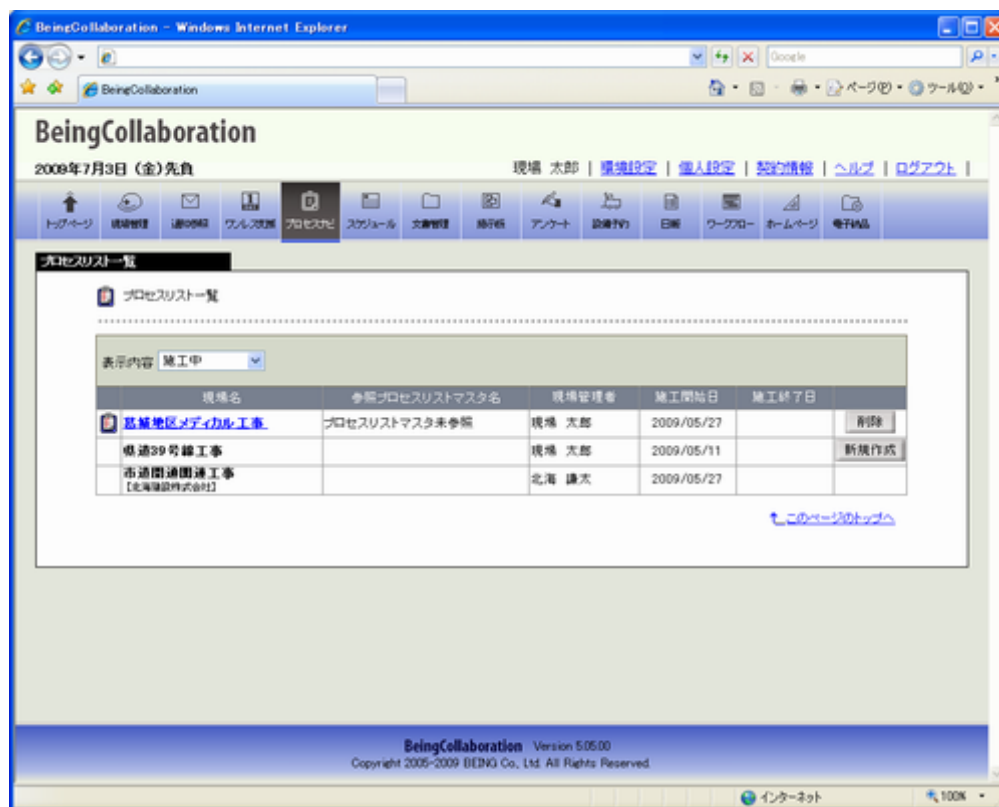 BeingCollaboration - Windows Internet Explorer
Google
BeingCollaboration
ページ(P) ツール(O)
BeingCollaboration
2009年7月3日（金）先負
現場 太郎 | 環境設定 | 個人設定 | 契約情報 | ヘルプ | ログアウト |
トップページ 現場管理 プロセスナビ スケジュール 文書管理 掲示板 アンケート 設備予約 日報 ワークフロー ホームページ 電子納品
プロセスリスト一覧
プロセスリスト一覧
表示内容 施工中
現場名 参照プロセスリストマスタ名 現場管理者 施工開始日 施工終了日
葛城地区メディカル工事 プロセスリストマスタ未参照 現場 太郎 2009/05/27 削除
県道39号線工事 現場 太郎 2009/05/11 新規作成
市道開通関連工事 北海 謙太 2009/05/27
【北海建設株式会社】
このページのトップへ
BeingCollaboration Version 5.05.00
Copyright 2005-2009 BEING Co., Ltd. All Rights Reserved.
インターネット 100%